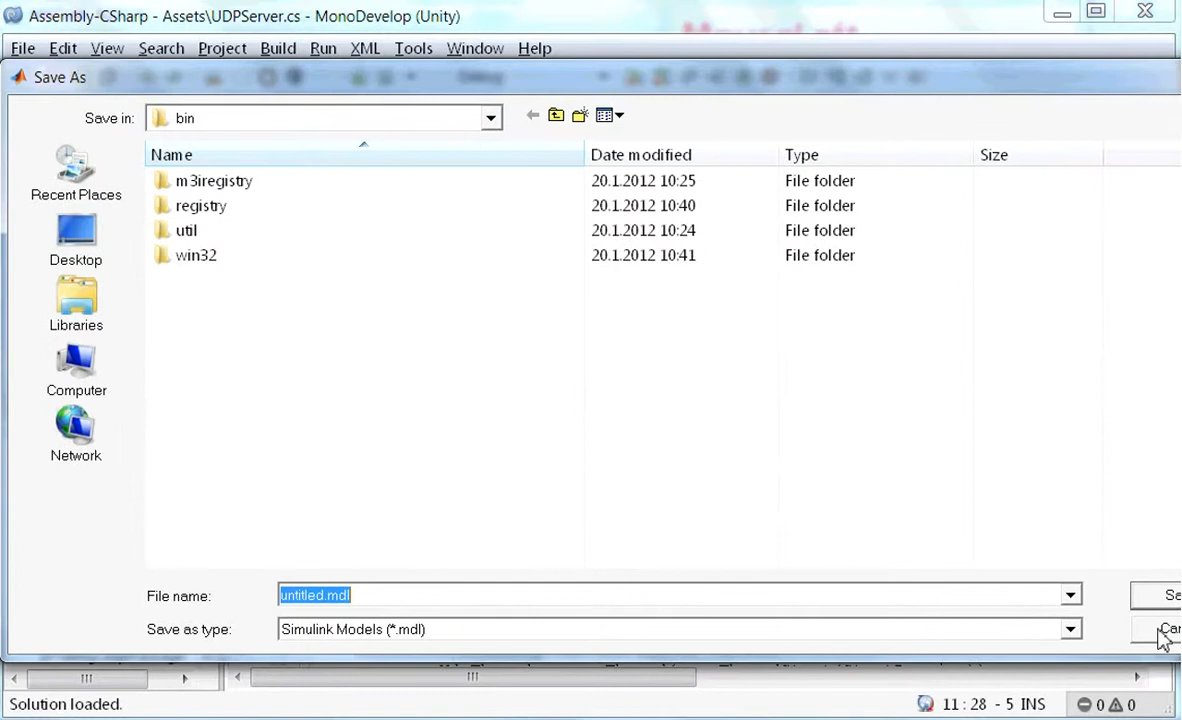 Assembly-CSharp - Assets\UDPServer.cs - MonoDevelop (Unity)
File Edit View Search Project Build Run XML Tools Window Help
Save As
Save in: bin
Name Date modified Type Size
m3iregistry 20.1.2012 10:25 File folder
registry 20.1.2012 10:40 File folder
util 20.1.2012 10:24 File folder
win32 20.1.2012 10:41 File folder
Recent Places
Desktop
Libraries
Computer
Network
File name: untitled.mdl Sa
Save as type: Simulink Models (*.mdl) Can
Solution loaded. 11 : 28 - 5 INS 0 0